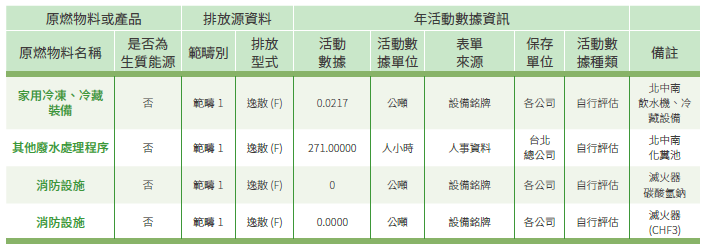 原燃物料或產品 排放源資料 年活動數據資訊
原燃物料名稱 是否為生質能源 範疇別 排放型式 活動數據 活動數據單位 表單來源 保存單位 活動數據種類 備註
家用冷凍、冷藏裝備 否 範疇 1 逸散 (F) 0.0217 公噸 設備銘牌 各公司 自行評估 北中南飲水機、冷藏設備
其他廢水處理程序 否 範疇 1 逸散 (F) 271.00000 人小時 人事資料 台北總公司 自行評估 北中南化糞池
消防設施 否 範疇 1 逸散 (F) 0 公噸 設備銘牌 各公司 自行評估 滅火器碳酸氫鈉
消防設施 否 範疇 1 逸散 (F) 0.0000 公噸 設備銘牌 各公司 自行評估 滅火器(CHF3)